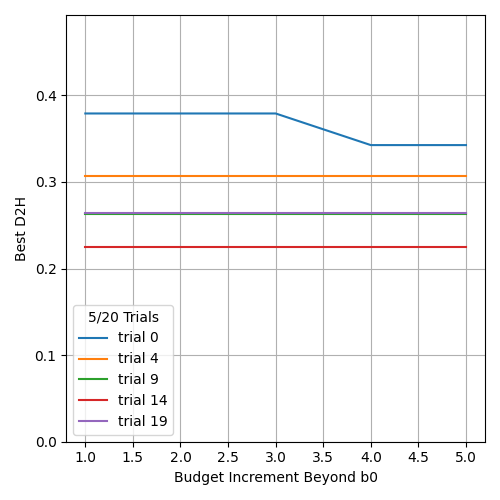 Best D2H
0.4
0.3
0.2
0.1
0.0
5/20 Trials
trial 0
trial 4
trial 9
trial 14
trial 19
1.0 1.5 2.0 2.5 3.0 3.5 4.0 4.5 5.0
Budget Increment Beyond b0